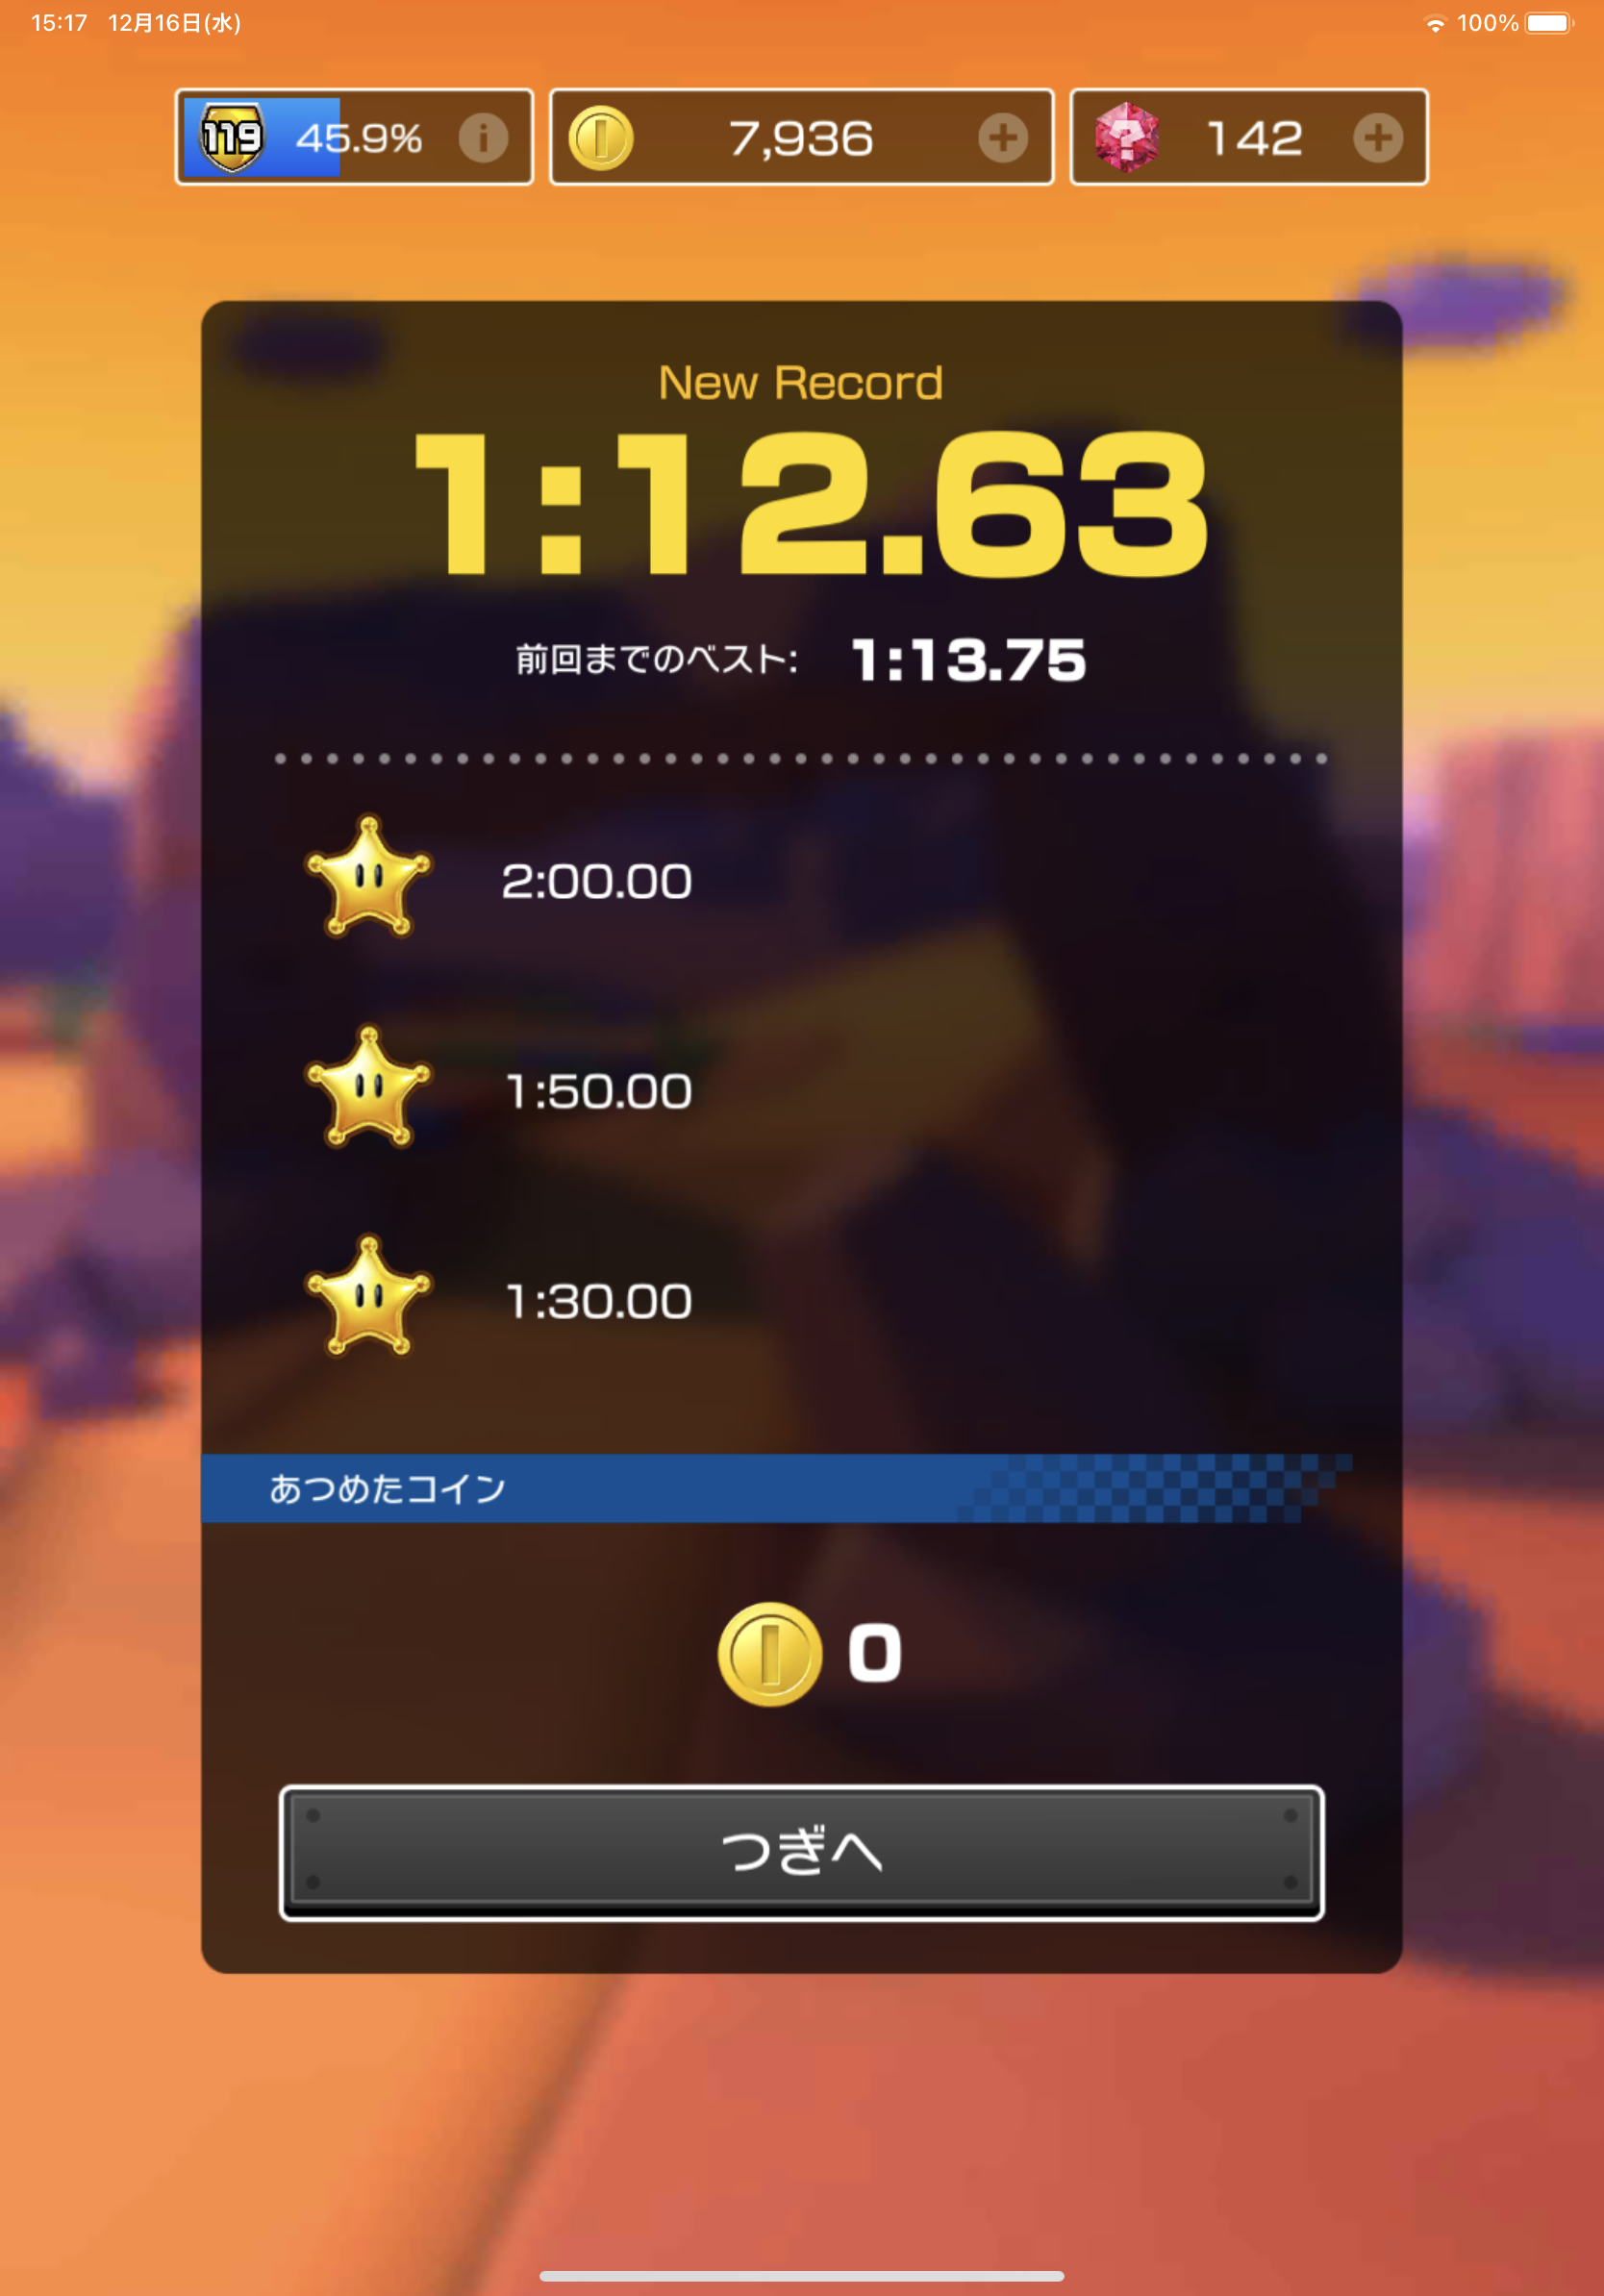 15:17 12月16日(水) 100%
119 45.9% i 7,936 + 142 +
New Record
1:12.63
前回までのベスト: 1:13.75
2:00.00
1:50.00
1:30.00
あつめたコイン
0
つぎへ